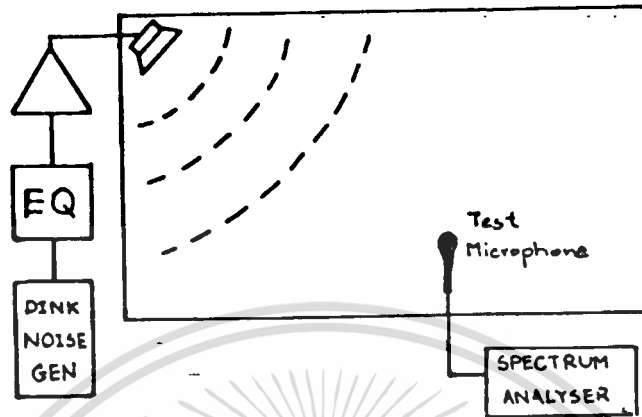 EQ
DINK
NOISE
GEN
Test
Microphone
SPECTRUM
ANALYSER